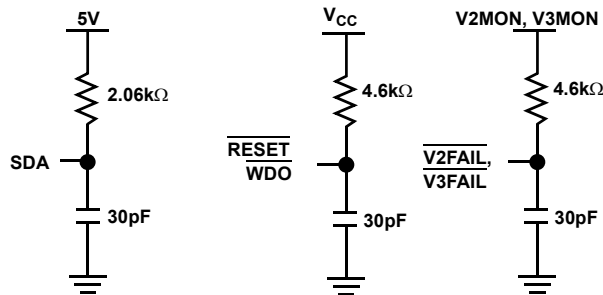 5V
2.06kΩ
SDA
30pF
VCC
4.6kΩ
RESET
WDO
30pF
V2MON, V3MON
4.6kΩ
V2FAIL,
V3FAIL
30pF